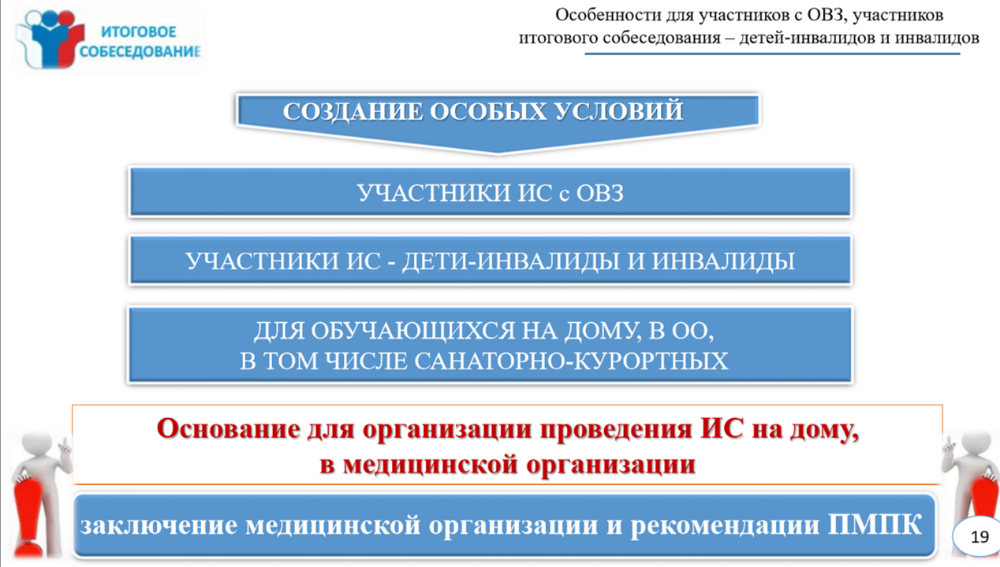 ИТОГОВОЕ
СОБЕСЕДОВАНИЕ
Особенности для участников с ОВЗ, участников
итогового собеседования – детей-инвалидов и инвалидов
СОЗДАНИЕ ОСОБЫХ УСЛОВИЙ
УЧАСТНИКИ ИС с ОВЗ
УЧАСТНИКИ ИС - ДЕТИ-ИНВАЛИДЫ И ИНВАЛИДЫ
ДЛЯ ОБУЧАЮЩИХСЯ НА ДОМУ, В ОО,
В ТОМ ЧИСЛЕ САНАТОРНО-КУРОРТНЫХ
Основание для организации проведения ИС на дому,
в медицинской организации
заключение медицинской организации и рекомендации ПМПК
19